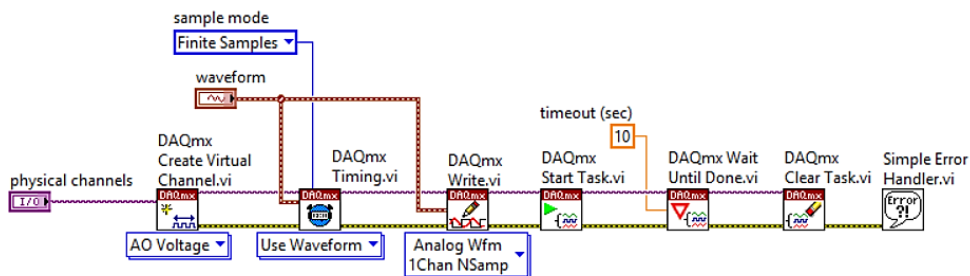 sample mode
Finite Samples
waveform
timeout (sec)
10
DAQmx
Create Virtual
Channel.vi
DAQmx
Timing.vi
DAQmx
Write.vi
DAQmx
Start Task.vi
DAQmx Wait
Until Done.vi
DAQmx
Clear Task.vi
Simple Error
Handler.vi
physical channels
I/O
DAQmx
DAQmx
DAQmx
DAQmx
DAQmx
DAQmx
Error
?!
AO Voltage
Use Waveform
Analog Wfm
1Chan NSamp